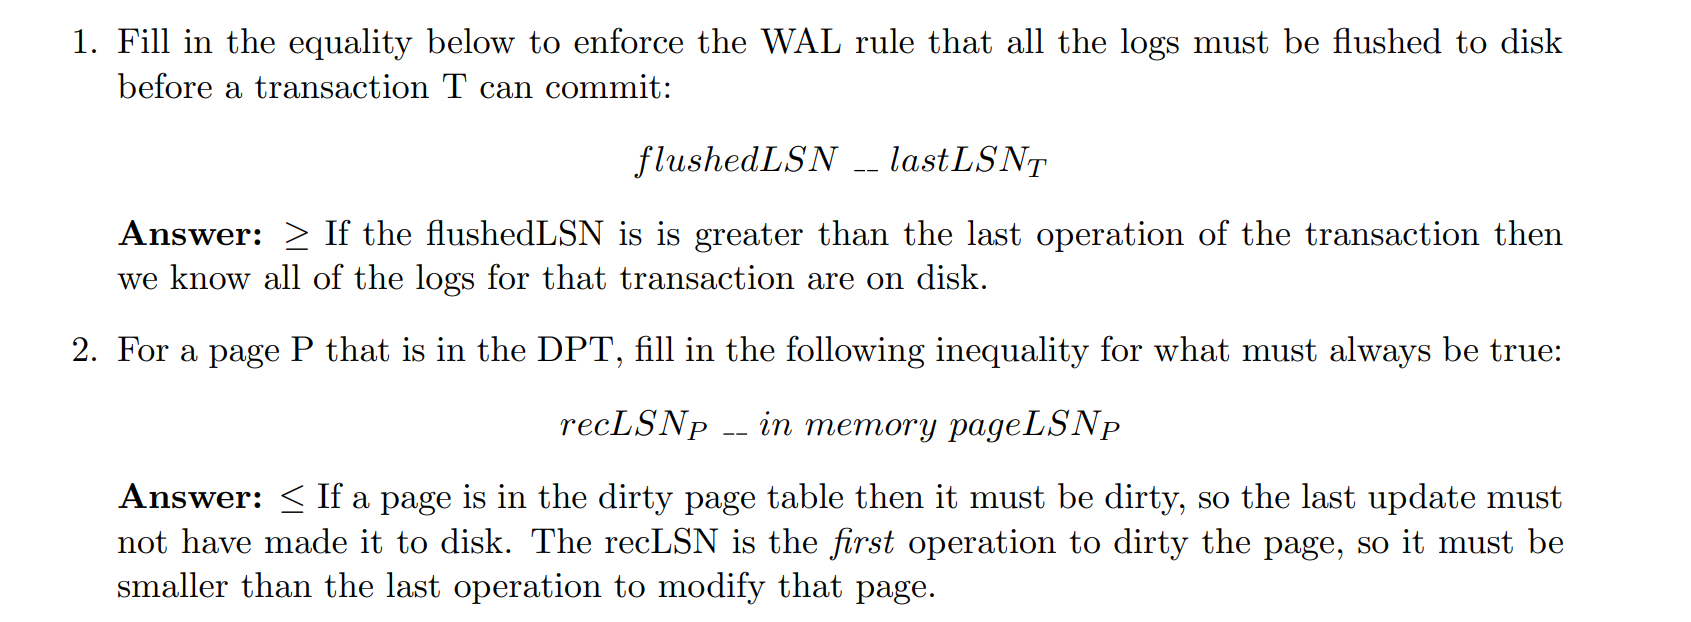 1. Fill in the equality below to enforce the WAL rule that all the logs must be flushed to disk
before a transaction T can commit:
flushedLSN __ lastLSN_T
Answer: ≥ If the flushedLSN is is greater than the last operation of the transaction then
we know all of the logs for that transaction are on disk.
2. For a page P that is in the DPT, fill in the following inequality for what must always be true:
recLSN_P __ in memory pageLSN_P
Answer: ≤ If a page is in the dirty page table then it must be dirty, so the last update must
not have made it to disk. The recLSN is the first operation to dirty the page, so it must be
smaller than the last operation to modify that page.